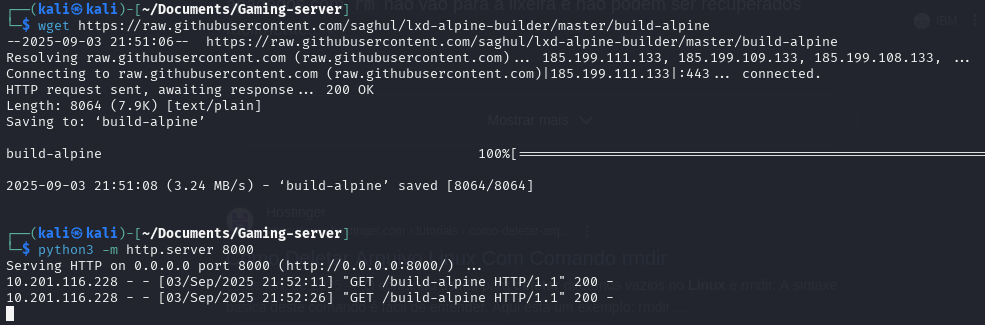 ┌──(kali㉿kali)-[~/Documents/Gaming-server]
└─$ wget https://raw.githubusercontent.com/saghul/lxd-alpine-builder/master/build-alpine
--2025-09-03 21:51:06--  https://raw.githubusercontent.com/saghul/lxd-alpine-builder/master/build-alpine
Resolving raw.githubusercontent.com (raw.githubusercontent.com)... 185.199.111.133, 185.199.109.133, 185.199.108.133, ...
Connecting to raw.githubusercontent.com (raw.githubusercontent.com)|185.199.111.133|:443... connected.
HTTP request sent, awaiting response... 200 OK
Length: 8064 (7.9K) [text/plain]
Saving to: ‘build-alpine’
Mostrar mais
build-alpine 100%[
2025-09-03 21:51:08 (3.24 MB/s) - ‘build-alpine’ saved [8064/8064]
Hostinger
┌──(kali㉿kali)-[~/Documents/Gaming-server]
└─$ python3 -m http.server 8000
Serving HTTP on 0.0.0.0 port 8000 (http://0.0.0.0:8000/) ...
10.201.116.228 - - [03/Sep/2025 21:52:11] "GET /build-alpine HTTP/1.1" 200 -
10.201.116.228 - - [03/Sep/2025 21:52:26] "GET /build-alpine HTTP/1.1" 200 -